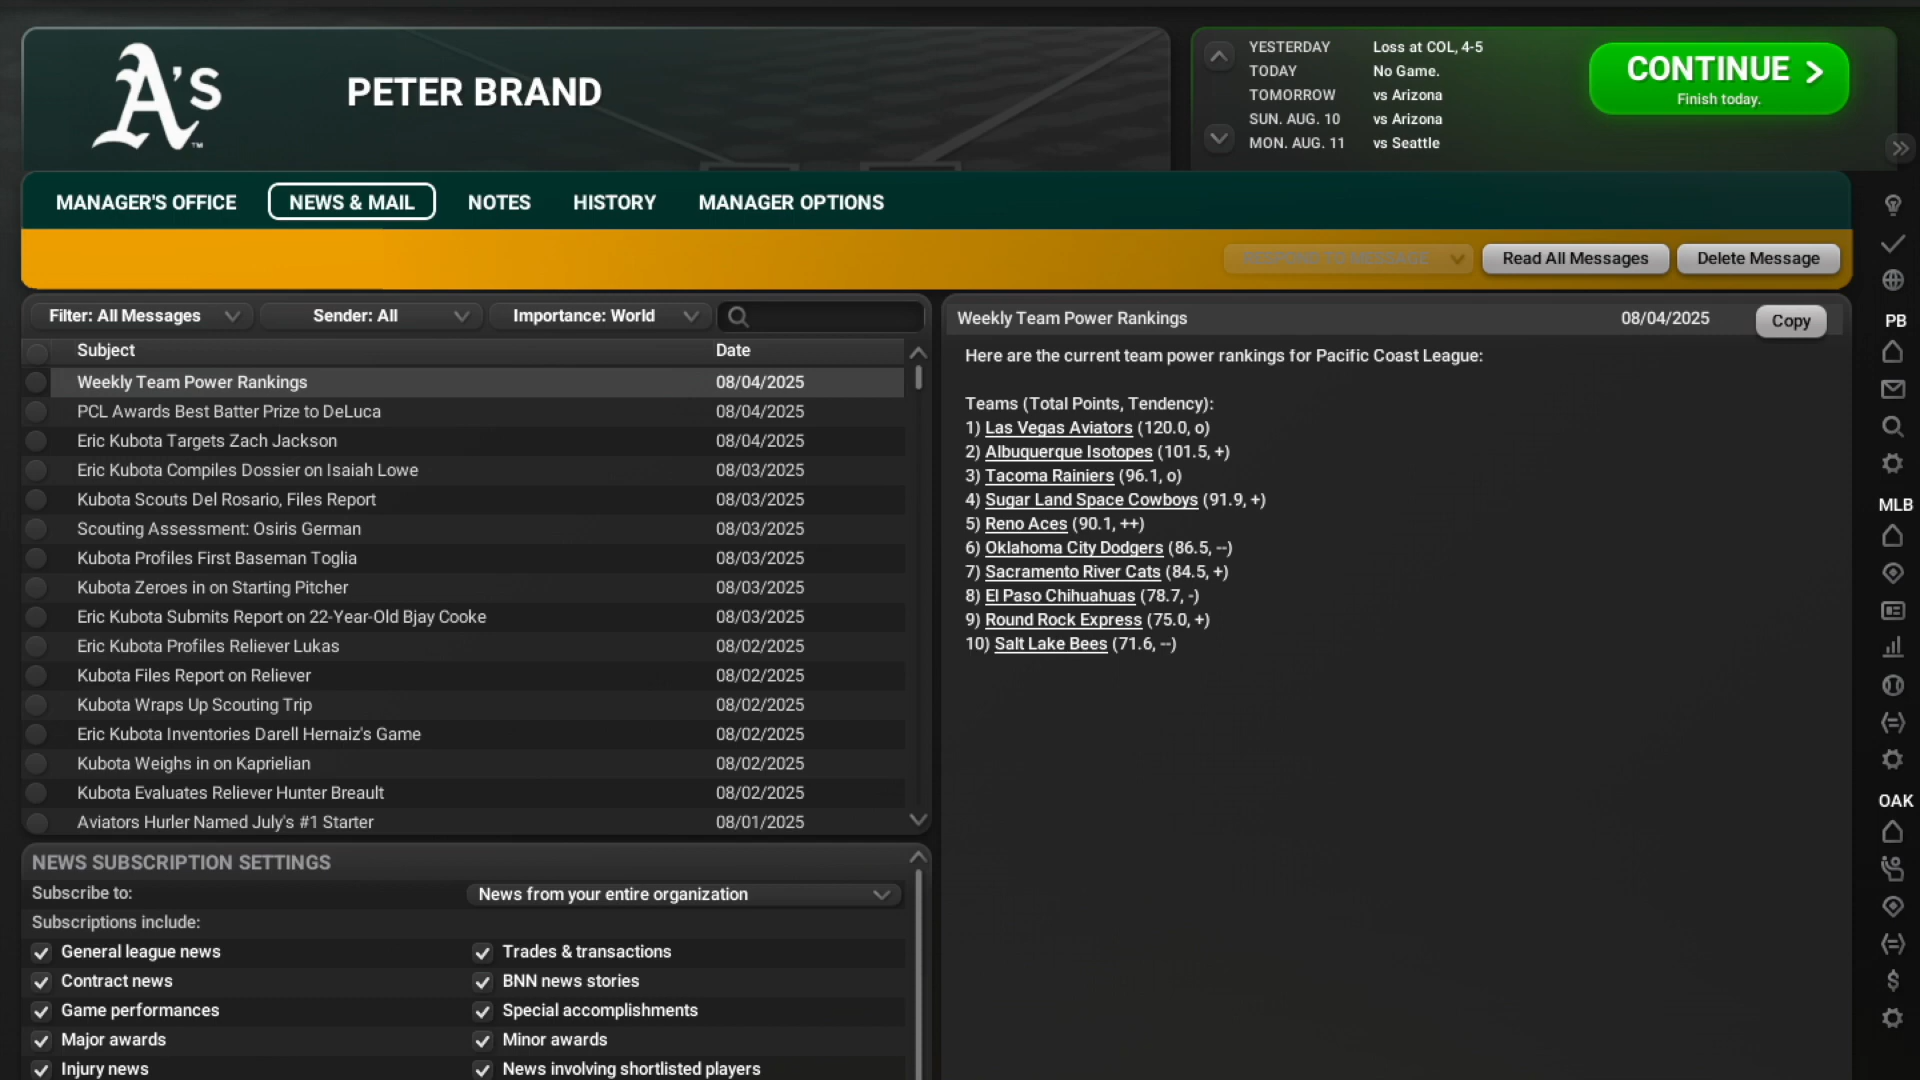 A's
TM
PETER BRAND
YESTERDAY Loss at COL, 4-5
TODAY No Game.
TOMORROW vs Arizona
SUN. AUG. 10 vs Arizona
MON. AUG. 11 vs Seattle
CONTINUE
Finish today.
MANAGER'S OFFICE NEWS & MAIL NOTES HISTORY MANAGER OPTIONS
RESPOND TO MESSAGE Read All Messages Delete Message
Filter: All Messages Sender: All Importance: World
Subject Date
Weekly Team Power Rankings 08/04/2025
PCL Awards Best Batter Prize to DeLuca 08/04/2025
Eric Kubota Targets Zach Jackson 08/04/2025
Eric Kubota Compiles Dossier on Isaiah Lowe 08/03/2025
Kubota Scouts Del Rosario, Files Report 08/03/2025
Scouting Assessment: Osiris German 08/03/2025
Kubota Profiles First Baseman Toglia 08/03/2025
Kubota Zeroes in on Starting Pitcher 08/03/2025
Eric Kubota Submits Report on 22-Year-Old Bjay Cooke 08/03/2025
Eric Kubota Profiles Reliever Lukas 08/02/2025
Kubota Files Report on Reliever 08/02/2025
Kubota Wraps Up Scouting Trip 08/02/2025
Eric Kubota Inventories Darell Hernaiz's Game 08/02/2025
Kubota Weighs in on Kaprielian 08/02/2025
Kubota Evaluates Reliever Hunter Breault 08/02/2025
Aviators Hurler Named July's #1 Starter 08/01/2025
NEWS SUBSCRIPTION SETTINGS
Subscribe to: News from your entire organization
Subscriptions include:
General league news Trades & transactions
Contract news BNN news stories
Game performances Special accomplishments
Major awards Minor awards
Injury news News involving shortlisted players
Weekly Team Power Rankings 08/04/2025 Copy
Here are the current team power rankings for Pacific Coast League:
Teams (Total Points, Tendency):
1) Las Vegas Aviators (120.0, o)
2) Albuquerque Isotopes (101.5, +)
3) Tacoma Rainiers (96.1, o)
4) Sugar Land Space Cowboys (91.9, +)
5) Reno Aces (90.1, ++)
6) Oklahoma City Dodgers (86.5, --)
7) Sacramento River Cats (84.5, +)
8) El Paso Chihuahuas (78.7, -)
9) Round Rock Express (75.0, +)
10) Salt Lake Bees (71.6, --)
PB
MLB
OAK